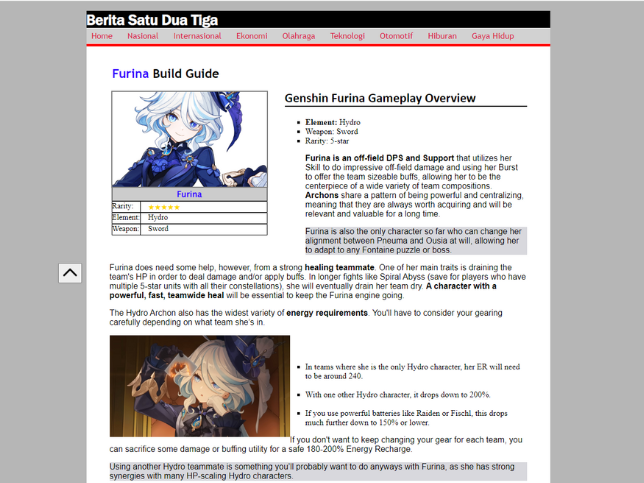 Berita Satu Dua Tiga
Home Nasional Internasional Ekonomi Olahraga Teknologi Otomotif Hiburan Gaya Hidup
Furina Build Guide
Furina
Rarity: ★★★★★
Element: Hydro
Weapon: Sword
Genshin Furina Gameplay Overview
Element: Hydro
Weapon: Sword
Rarity: 5-star
Furina is an off-field DPS and Support that utilizes her
Skill to do impressive off-field damage and using her Burst
to offer the team sizeable buffs, allowing her to be the
centerpiece of a wide variety of team compositions.
Archons share a pattern of being powerful and centralizing,
meaning that they are always worth acquiring and will be
relevant and valuable for a long time.
Furina is also the only character so far who can change her
alignment between Pneuma and Ousia at will, allowing her
to adapt to any Fontaine puzzle or boss.
Furina does need some help, however, from a strong healing teammate. One of her main traits is draining the
team's HP in order to deal damage and/or apply buffs. In longer fights like Spiral Abyss (save for players who have
multiple 5-star units with all their constellations), she will eventually drain her team dry. A character with a
powerful, fast, teamwide heal will be essential to keep the Furina engine going.
The Hydro Archon also has the widest variety of energy requirements. You'll have to consider your gearing
carefully depending on what team she's in.
In teams where she is the only Hydro character, her ER will need
to be around 240.
With one other Hydro character, it drops down to 200%.
If you use powerful batteries like Raiden or Fischl, this drops
much further down to 150% or lower.
If you don't want to keep changing your gear for each team, you
can sacrifice some damage or buffing utility for a safe 180-200% Energy Recharge.
Using another Hydro teammate is something you'll probably want to do anyways with Furina, as she has strong
synergies with many HP-scaling Hydro characters.